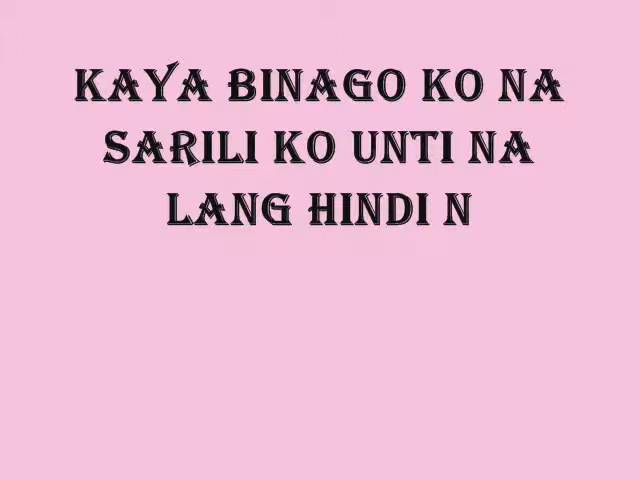 KAYA BINAGO KO NA
SARILI KO UNTI NA
LANG HINDI N